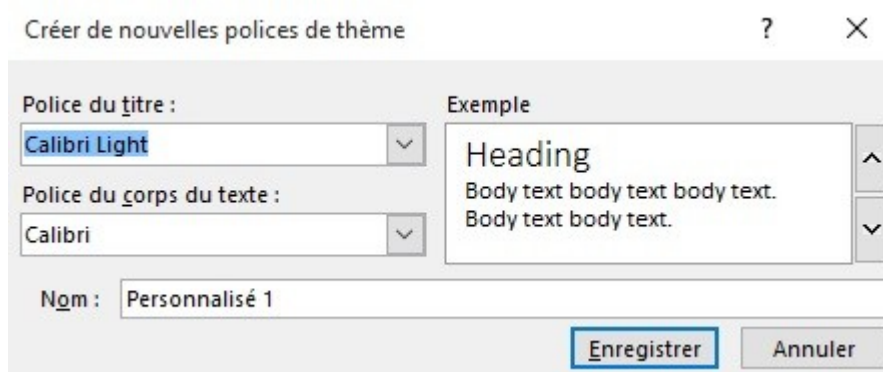 Créer de nouvelles polices de thème ? ×
Police du titre :
Calibri Light
Police du corps du texte :
Calibri
Exemple
Heading
Body text body text body text.
Body text body text.
Nom : Personnalisé 1
Enregistrer Annuler